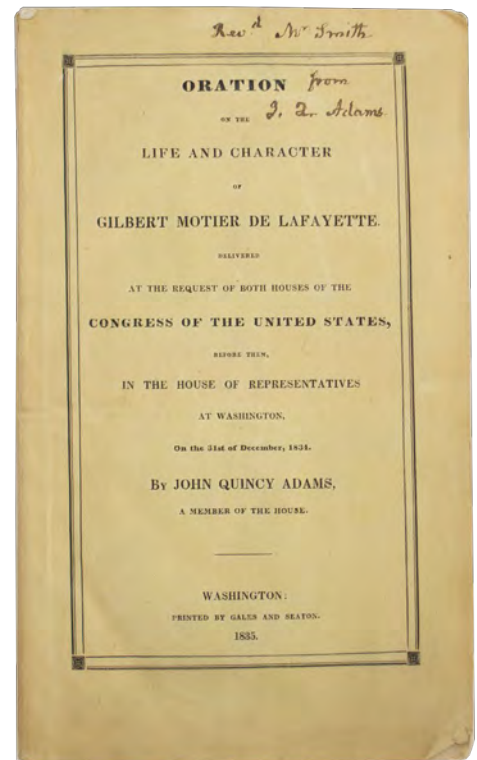 Rev^d Mr Smith
from
J. Q. Adams
ORATION
ON THE
LIFE AND CHARACTER
OF
GILBERT MOTIER DE LAFAYETTE.
DELIVERED
AT THE REQUEST OF BOTH HOUSES OF THE
CONGRESS OF THE UNITED STATES,
BEFORE THEM,
IN THE HOUSE OF REPRESENTATIVES
AT WASHINGTON,
On the 31st of December, 1834.
BY JOHN QUINCY ADAMS,
A MEMBER OF THE HOUSE.
WASHINGTON:
PRINTED BY GALES AND SEATON.
1835.